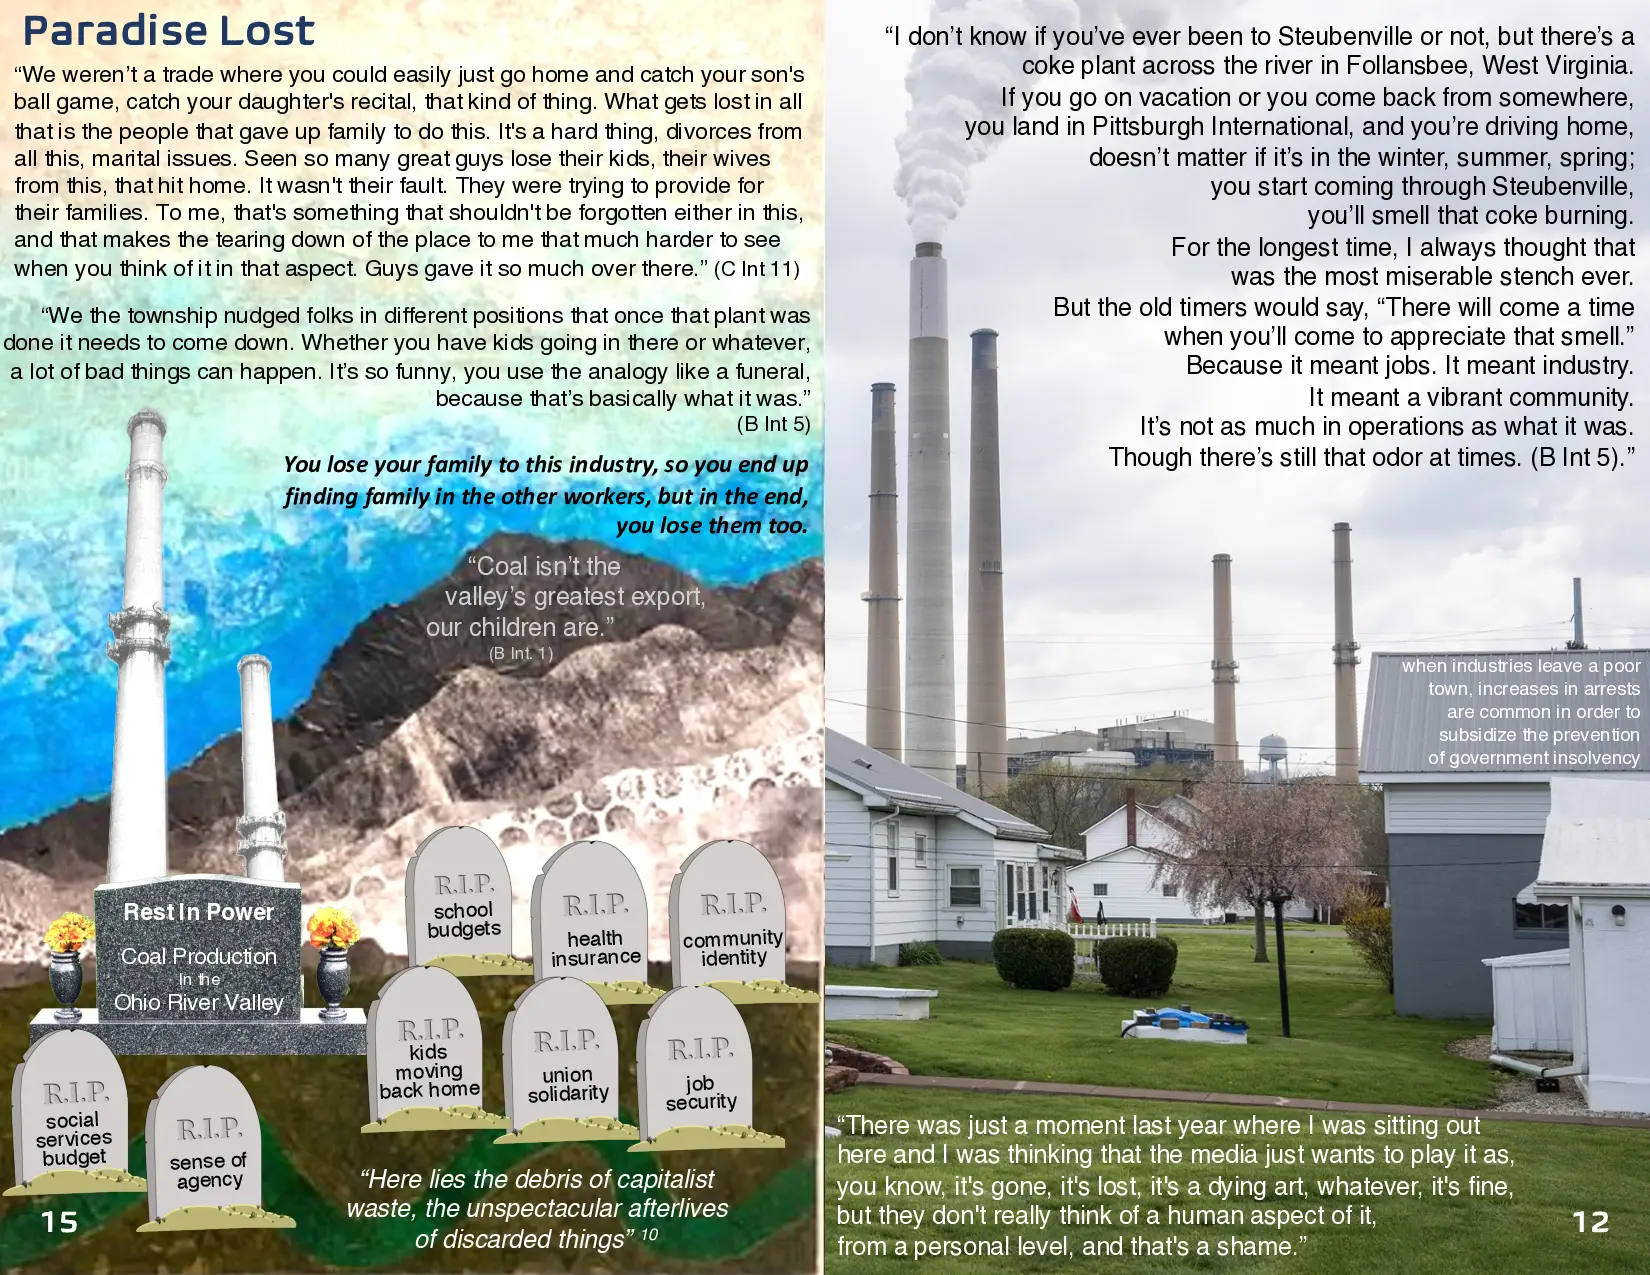 Paradise Lost
“We weren’t a trade where you could easily just go home and catch your son's
ball game, catch your daughter's recital, that kind of thing. What gets lost in all
that is the people that gave up family to do this. It's a hard thing, divorces from
all this, marital issues. Seen so many great guys lose their kids, their wives
from this, that hit home. It wasn't their fault. They were trying to provide for
their families. To me, that's something that shouldn't be forgotten either in this,
and that makes the tearing down of the place to me that much harder to see
when you think of it in that aspect. Guys gave it so much over there.” (C Int 11)
“We the township nudged folks in different positions that once that plant was
done it needs to come down. Whether you have kids going in there or whatever,
a lot of bad things can happen. It’s so funny, you use the analogy like a funeral,
because that’s basically what it was.”
(B Int 5)
You lose your family to this industry, so you end up
finding family in the other workers, but in the end,
you lose them too.
“Coal isn’t the
valley’s greatest export,
our children are.”
(B Int. 1)
Rest In Power
Coal Production
In the
Ohio River Valley
R.I.P.
school
budgets
R.I.P.
health
insurance
R.I.P.
community
identity
R.I.P.
kids
moving
back home
R.I.P.
union
solidarity
R.I.P.
job
security
R.I.P.
social
services
budget
R.I.P.
sense of
agency
“Here lies the debris of capitalist
waste, the unspectacular afterlives
of discarded things” 10
15
“I don’t know if you’ve ever been to Steubenville or not, but there’s a
coke plant across the river in Follansbee, West Virginia.
If you go on vacation or you come back from somewhere,
you land in Pittsburgh International, and you’re driving home,
doesn’t matter if it’s in the winter, summer, spring;
you start coming through Steubenville,
you’ll smell that coke burning.
For the longest time, I always thought that
was the most miserable stench ever.
But the old timers would say, “There will come a time
when you’ll come to appreciate that smell.”
Because it meant jobs. It meant industry.
It meant a vibrant community.
It’s not as much in operations as what it was.
Though there’s still that odor at times. (B Int 5).”
when industries leave a poor
town, increases in arrests
are common in order to
subsidize the prevention
of government insolvency
“There was just a moment last year where I was sitting out
here and I was thinking that the media just wants to play it as,
you know, it's gone, it's lost, it's a dying art, whatever, it's fine,
but they don't really think of a human aspect of it,
from a personal level, and that's a shame.”
12